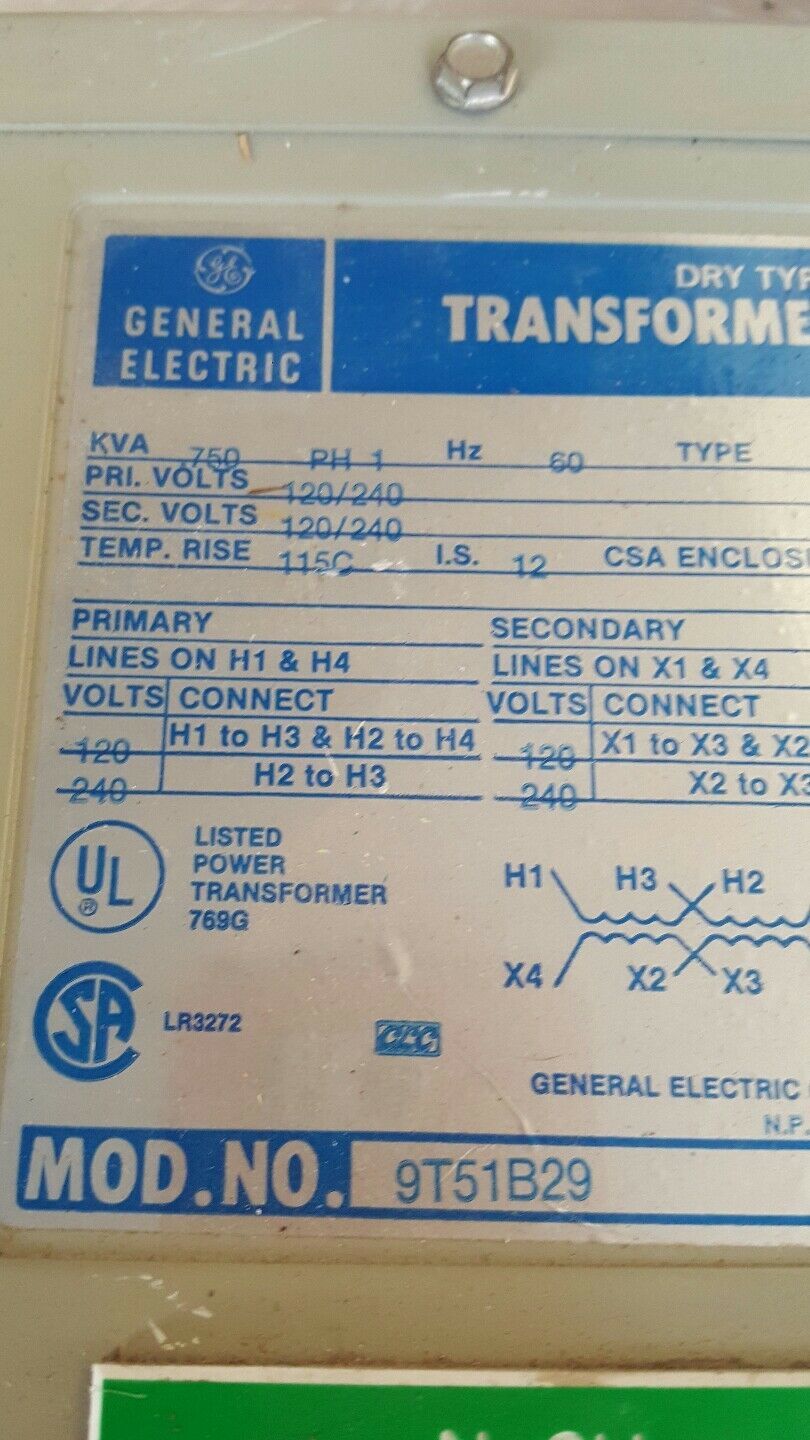 GE
GENERAL
ELECTRIC
DRY TYP
TRANSFORME
KVA .750 PH 1 Hz 60 TYPE
PRI. VOLTS 120/240
SEC. VOLTS 120/240
TEMP. RISE 115C I.S. 12 CSA ENCLOS
PRIMARY
LINES ON H1 & H4
VOLTS CONNECT
120 H1 to H3 & H2 to H4
240 H2 to H3
SECONDARY
LINES ON X1 & X4
VOLTS CONNECT
120 X1 to X3 & X2
240 X2 to X3
UL®
LISTED
POWER
TRANSFORMER
769G
H1 H3 H2
X4 X2 X3
CSA
LR3272
GENERAL ELECTRIC
N.P.
MOD.NO. 9T51B29